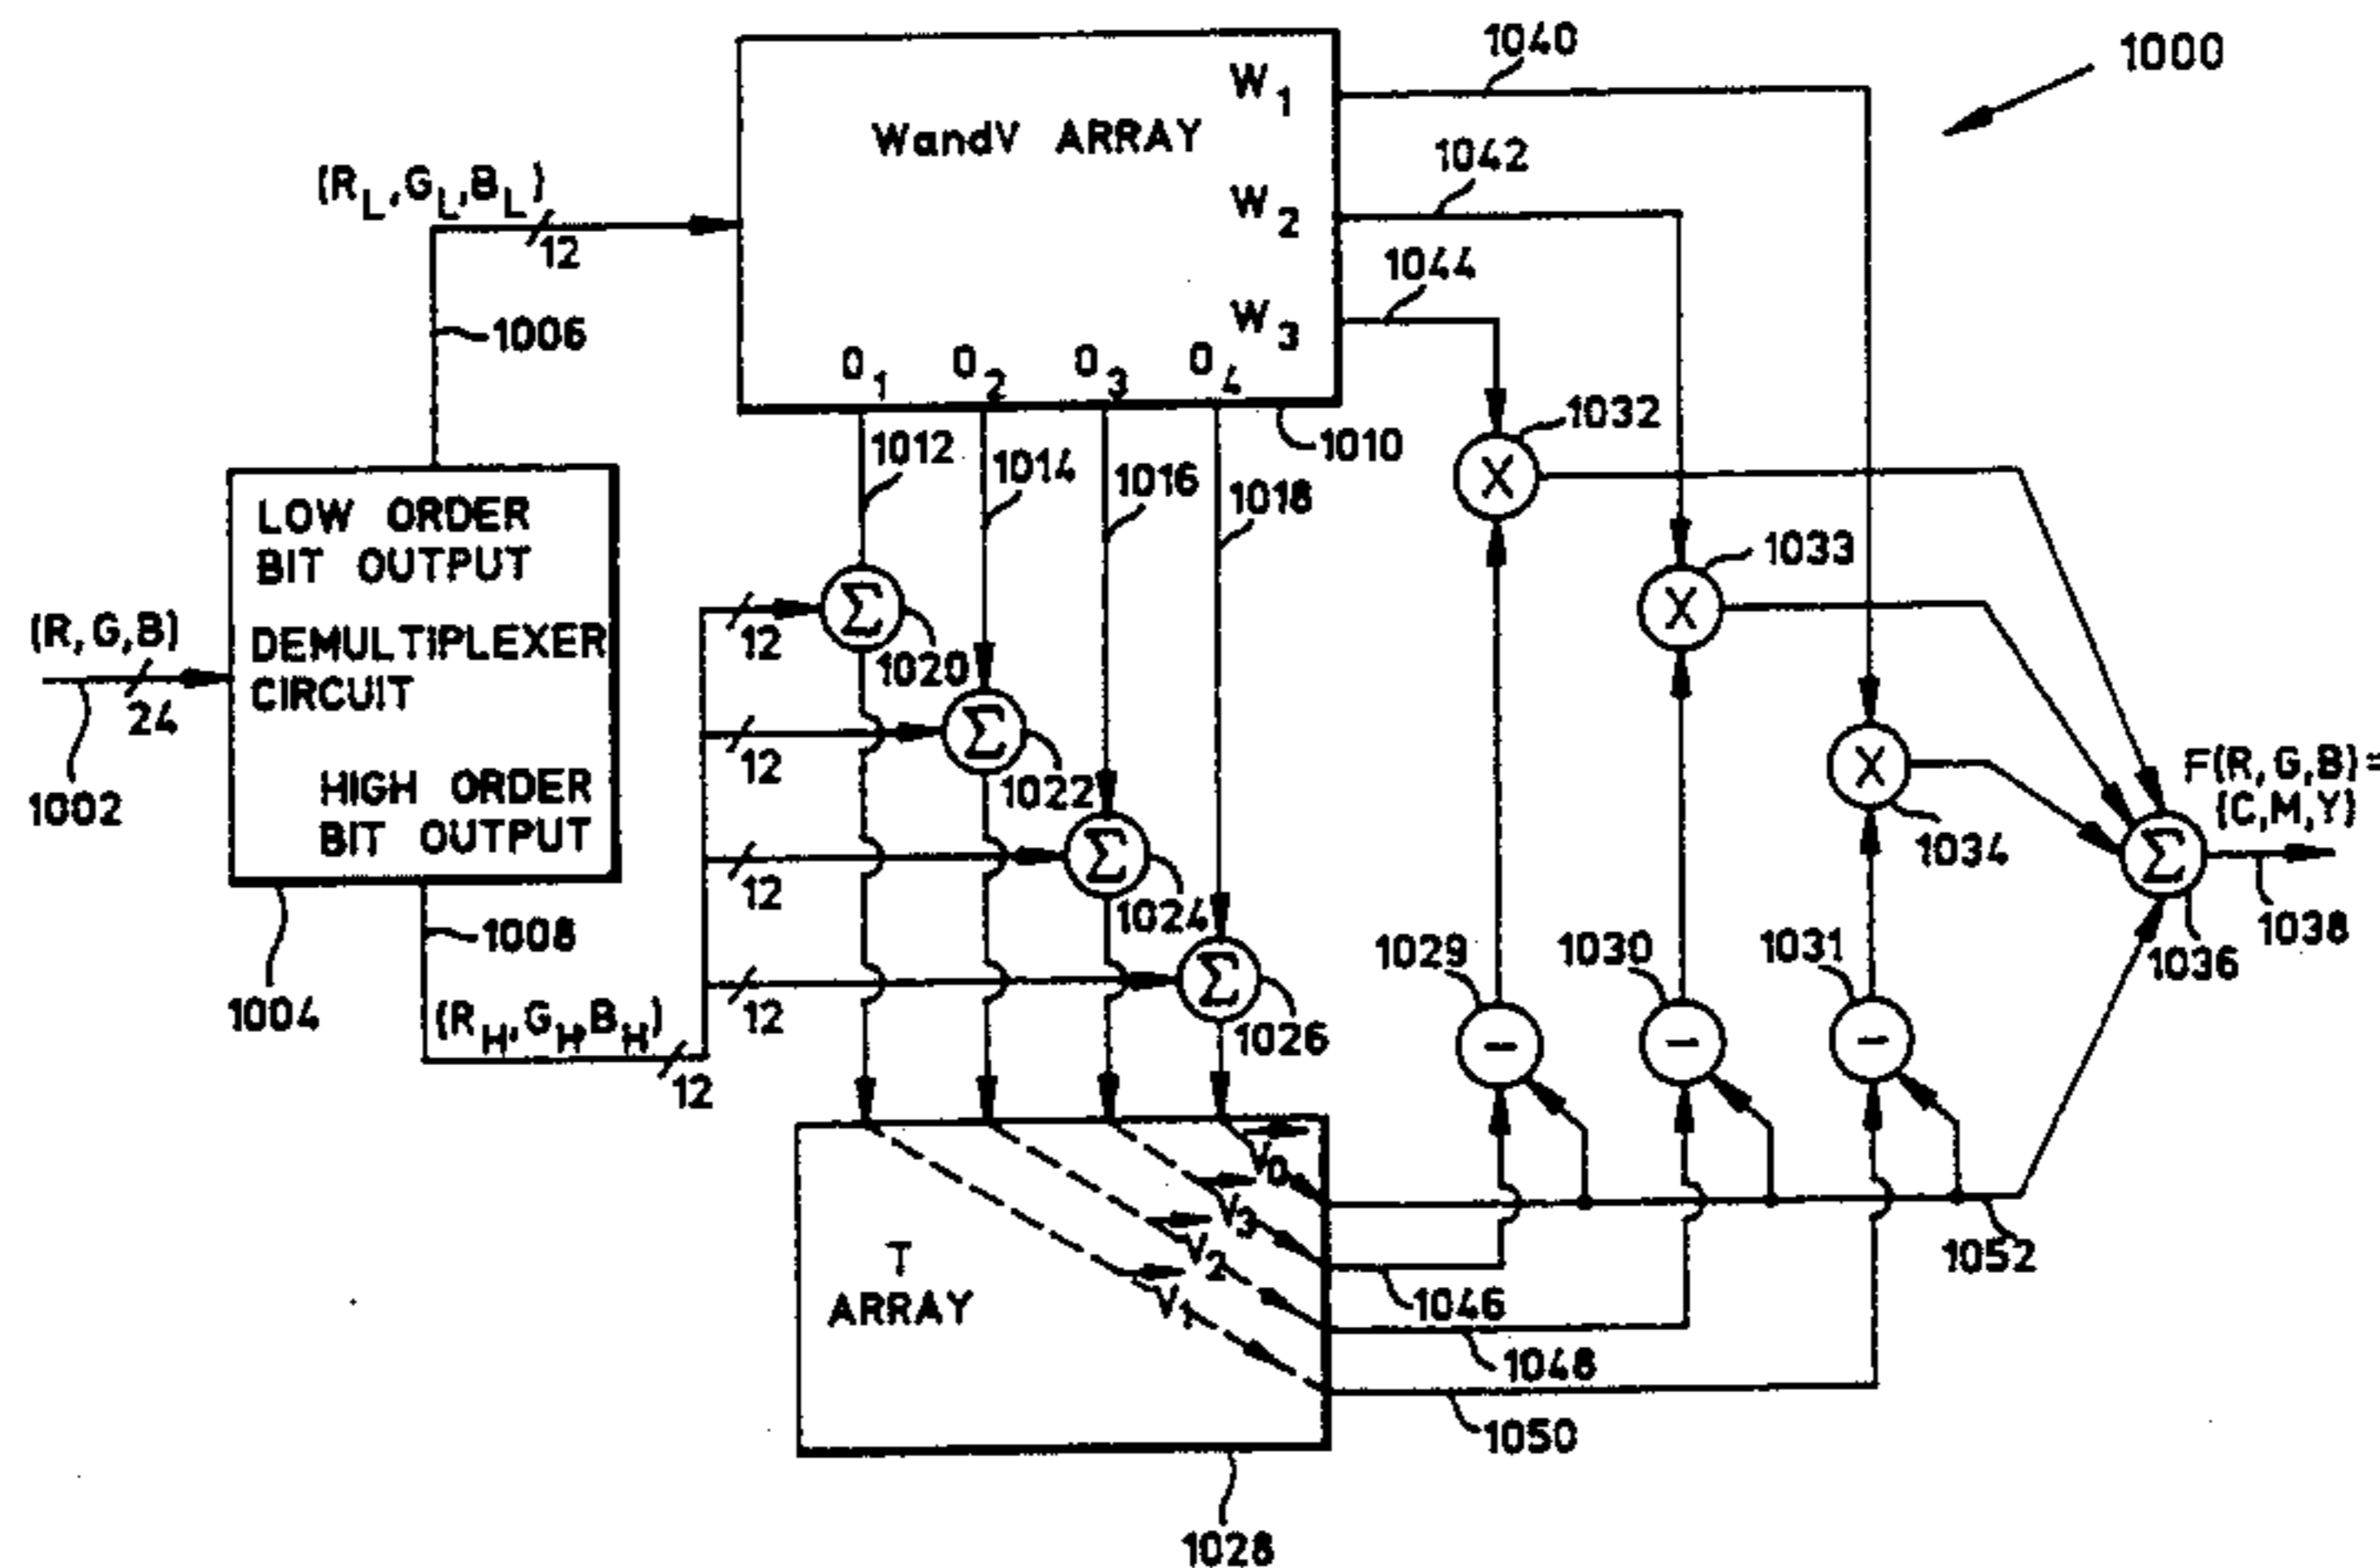 1000
1040
W1
WandV ARRAY
1042
W2
1044
W3
(RL,GL,BL)
12
1006
O1 O2 O3 O4
1010
1012
1014
1016
1018
1032
1033
1034
LOW ORDER
BIT OUTPUT
DEMULTIPLEXER
CIRCUIT
HIGH ORDER
BIT OUTPUT
(R,G,B)
24
1002
1004
1008
(RH,GH,BH)
12
12
Σ
1020
12
Σ
1022
12
Σ
1024
12
Σ
1026
X
X
X
F(R,G,B)=
(C,M,Y)
Σ
1036
1038
1029
1030
1031
-
-
-
V0
V3
V2
V1
T
ARRAY
1052
1046
1048
1050
1028